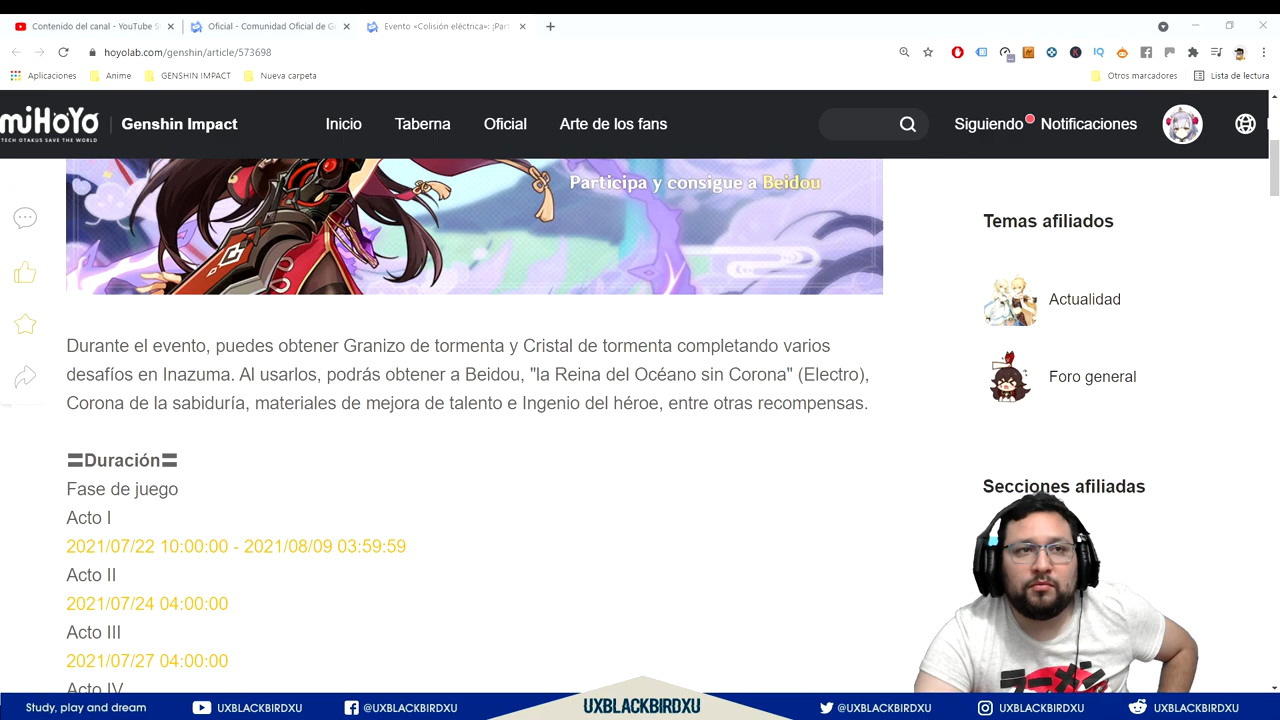 Contenido del canal - YouTube S
Oficial - Comunidad Oficial de G
Evento «Colisión eléctrica»: ¡Par
hoyolab.com/genshin/article/573698
Aplicaciones
Anime
GENSHIN IMPACT
Nueva carpeta
Otros marcadores
Lista de lectura
miHoYo
TECH OTAKUS SAVE THE WORLD
Genshin Impact
Inicio
Taberna
Oficial
Arte de los fans
Siguiendo
Notificaciones
Participa y consigue a Beidou
Temas afiliados
Actualidad
Foro general
Durante el evento, puedes obtener Granizo de tormenta y Cristal de tormenta completando varios
desafíos en Inazuma. Al usarlos, podrás obtener a Beidou, "la Reina del Océano sin Corona" (Electro),
Corona de la sabiduría, materiales de mejora de talento e Ingenio del héroe, entre otras recompensas.
〓Duración〓
Fase de juego
Acto I
2021/07/22 10:00:00 - 2021/08/09 03:59:59
Acto II
2021/07/24 04:00:00
Acto III
2021/07/27 04:00:00
Acto IV
Secciones afiliadas
Study, play and dream
UXBLACKBIRDXU
@UXBLACKBIRDXU
UXBLACKBIRDXU
@UXBLACKBIRDXU
UXBLACKBIRDXU
UXBLACKBIRDXU